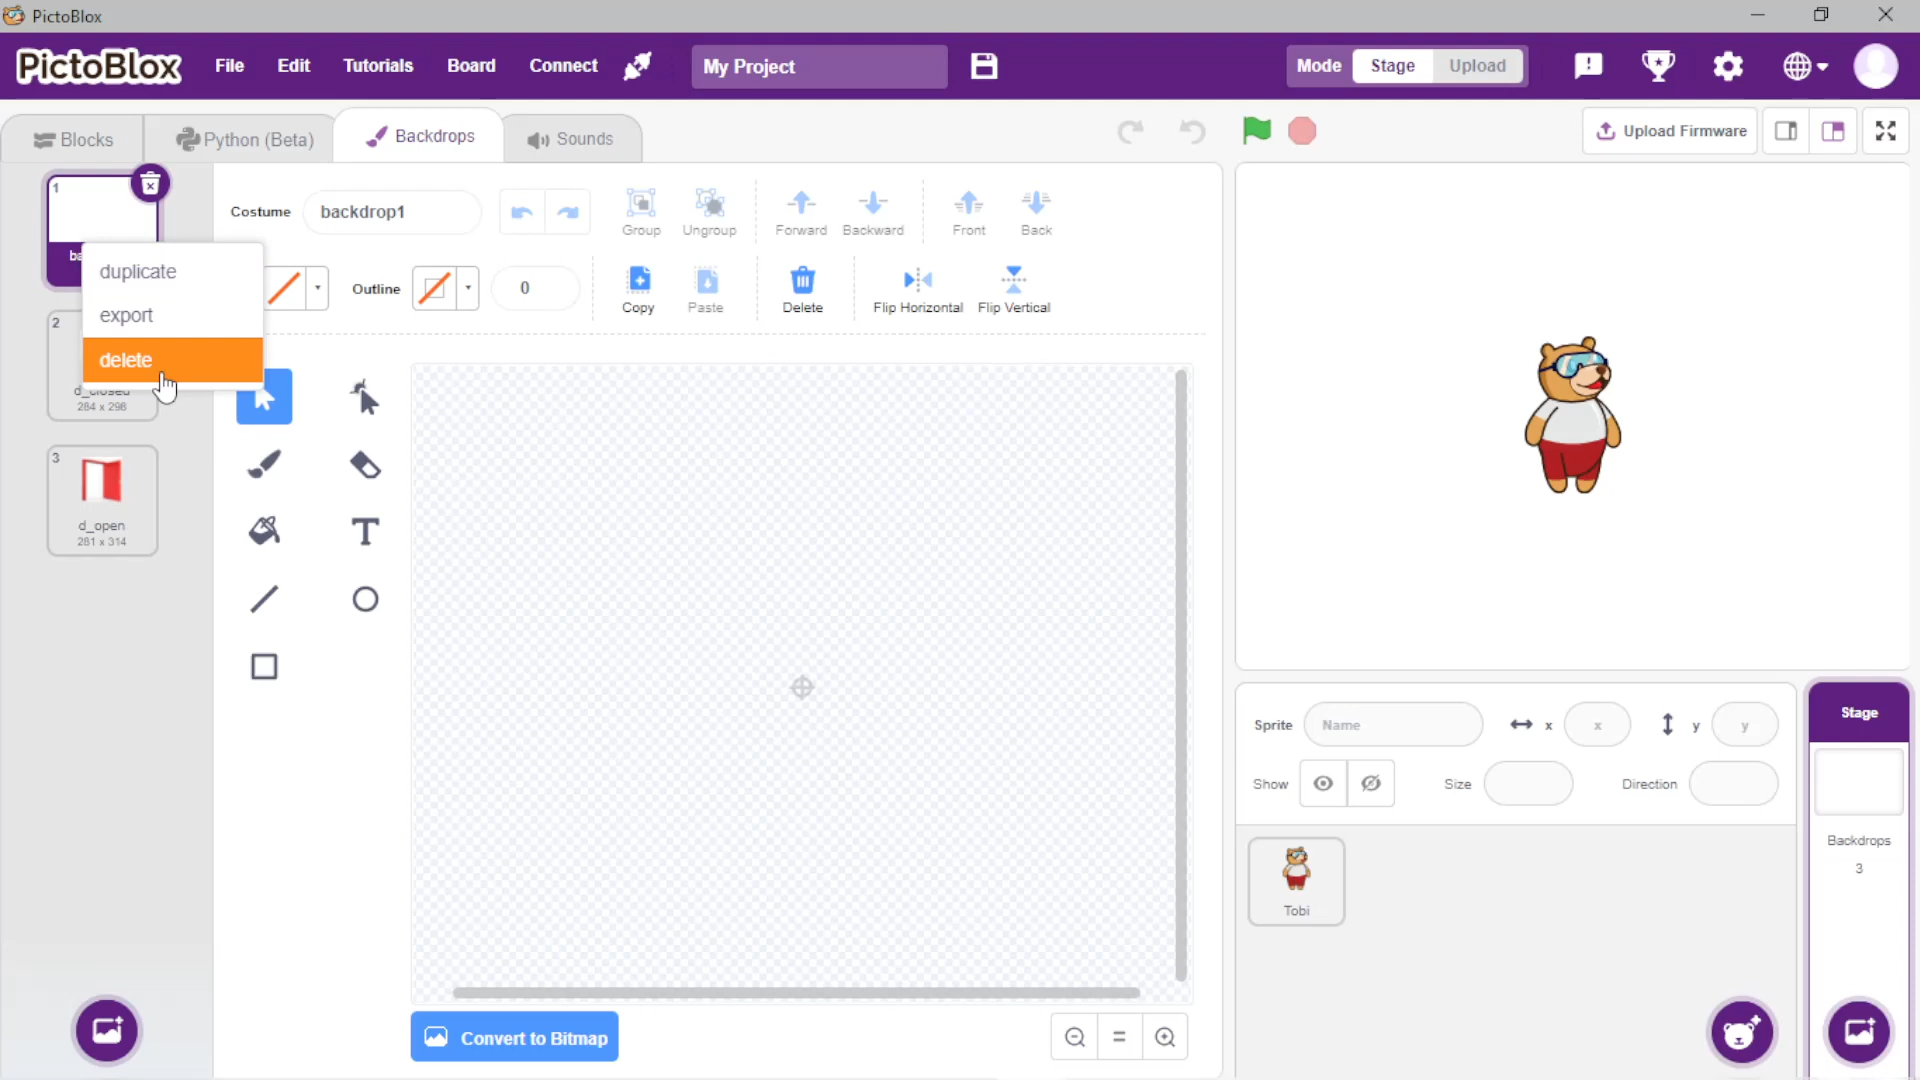 PictoBlox
PictoBlox File Edit Tutorials Board Connect My Project Mode Stage Upload
Blocks Python (Beta) Backdrops Sounds Upload Firmware
1
ba
duplicate
export
delete
2
d_closed
284 x 298
3
d_open
281 x 314
Costume backdrop1 Group Ungroup Forward Backward Front Back
Outline 0 Copy Paste Delete Flip Horizontal Flip Vertical
T
Convert to Bitmap
Sprite Name x x y y
Show Size Direction
Tobi
Stage
Backdrops
3